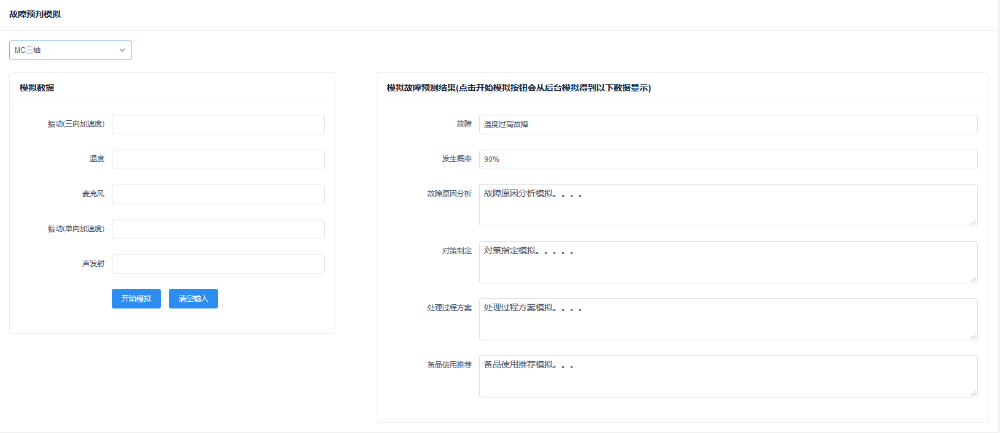 故障预判模拟
MC三轴
模拟数据
振动(三向加速度)
温度
麦克风
振动(单向加速度)
声发射
开始模拟
清空输入
模拟故障预测结果(点击开始模拟按钮会从后台模拟得到以下数据显示)
故障
温度过高故障
发生概率
90%
故障原因分析
故障原因分析模拟。。。。
对策制定
对策指定模拟。。。。。
处理过程方案
处理过程方案模拟。。。。
备品使用推荐
备品使用推荐模拟。。。